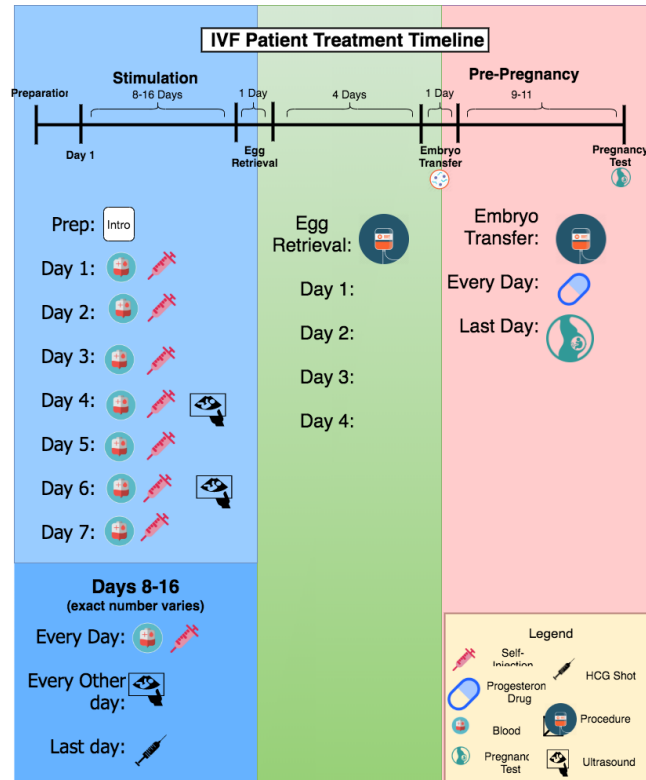 IVF Patient Treatment Timeline
Stimulation
Pre-Pregnancy
Preparation
8-16 Days
1 Day
4 Days
1 Day
9-11
Day 1
Egg
Retrieval
Embryo
Transfer
Pregnancy
Test
Prep:
Intro
Day 1:
Day 2:
Day 3:
Day 4:
Day 5:
Day 6:
Day 7:
Egg
Retrieval:
Day 1:
Day 2:
Day 3:
Day 4:
Embryo
Transfer:
Every Day:
Last Day:
Days 8-16
(exact number varies)
Every Day:
Every Other
day:
Last day:
Legend
Self-
Injection
HCG Shot
Progesteron
Drug
Blood
Procedure
Pregnanc
Test
Ultrasound